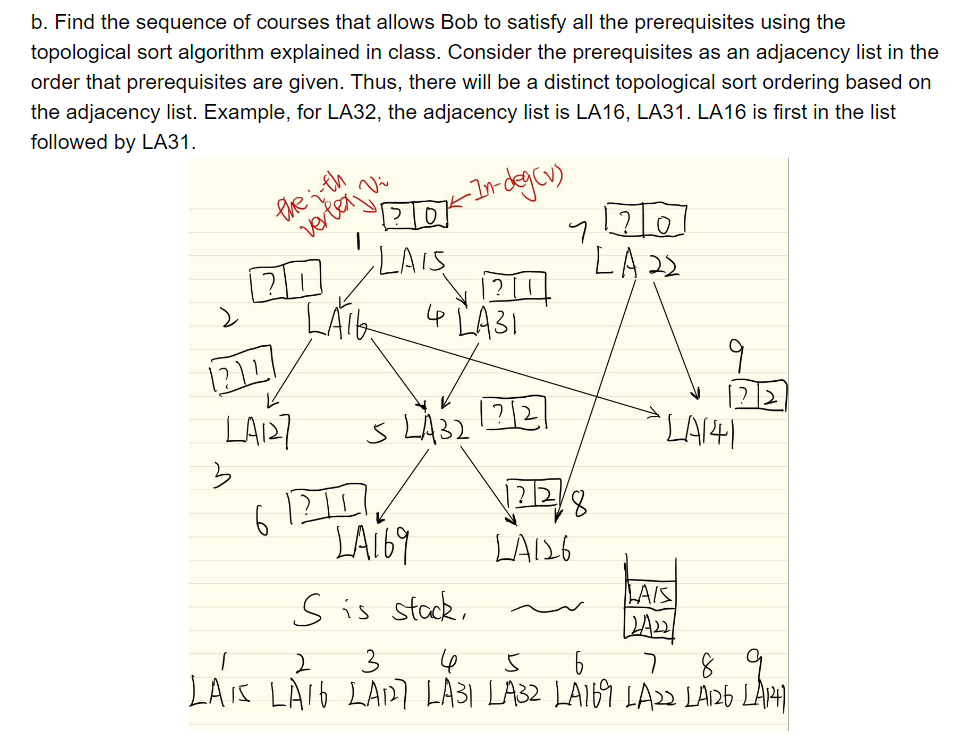 b. Find the sequence of courses that allows Bob to satisfy all the prerequisites using the
topological sort algorithm explained in class. Consider the prerequisites as an adjacency list in the
order that prerequisites are given. Thus, there will be a distinct topological sort ordering based on
the adjacency list. Example, for LA32, the adjacency list is LA16, LA31. LA16 is first in the list
followed by LA31.
the i-th
vertex Vi
In-deg(v)
? 0
1
LA15
7
? 0
LA22
? 1
2
LA16
? 1
4 LA31
? 1
LA127
3
5 LA32
? 2
9
? 2
LA141
6
? 1
LA169
? 2
8
LA126
S is stack.
LA15
LA22
1 2 3 4 5 6 7 8 9
LA15 LA16 LA127 LA31 LA32 LA169 LA22 LA126 LA141